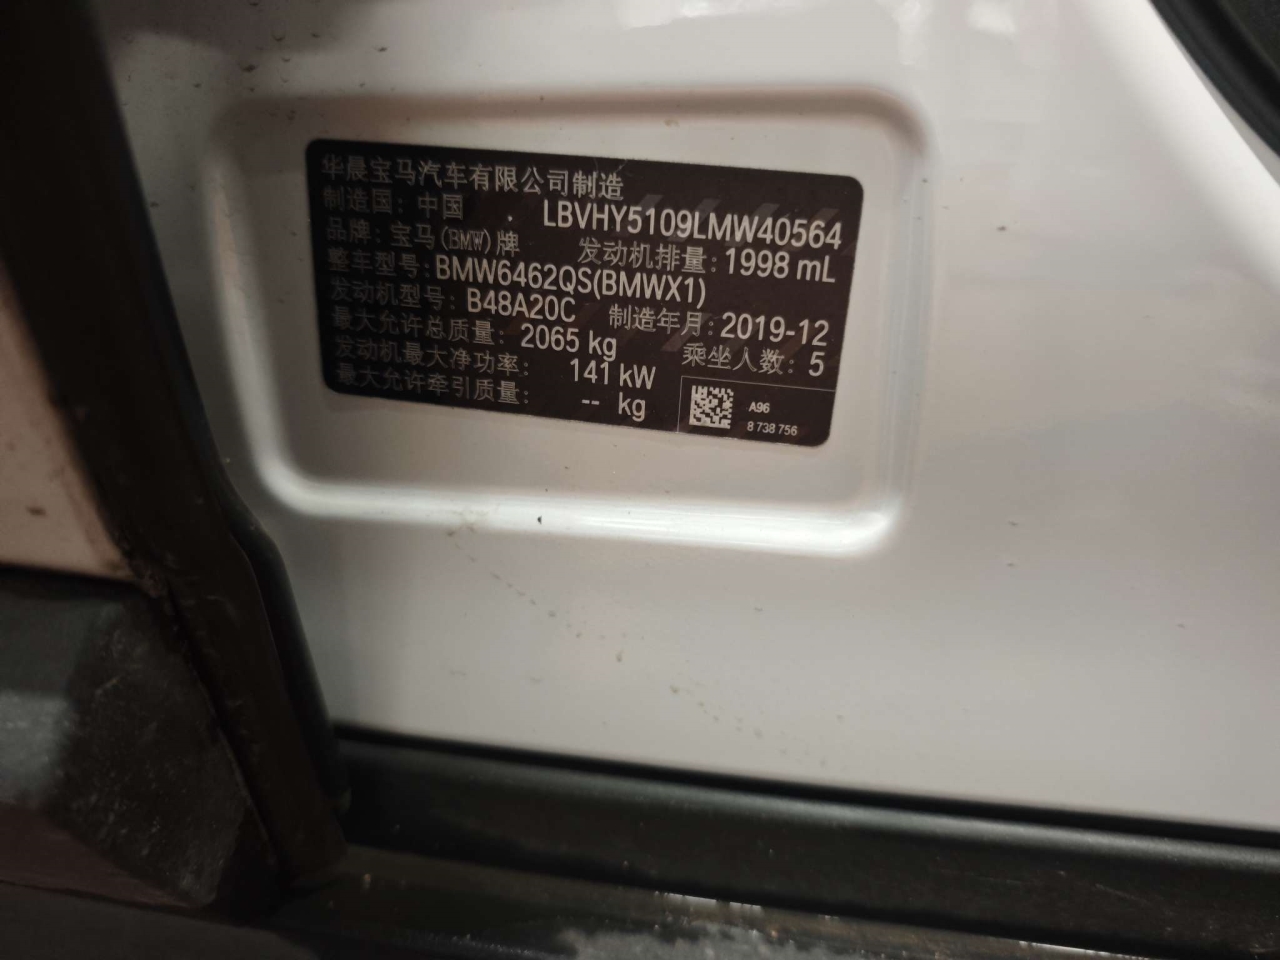 华晨宝马汽车有限公司制造
制造国：中国 LBVHY5109LMW40564
品牌：宝马(BMW)牌 发动机排量：1998 mL
整车型号：BMW6462QS(BMWX1)
发动机型号：B48A20C 制造年月：2019-12
最大允许总质量：2065 kg 乘坐人数：5
发动机最大净功率：141 kW
最大允许牵引质量：-- kg
A96
8 738 756